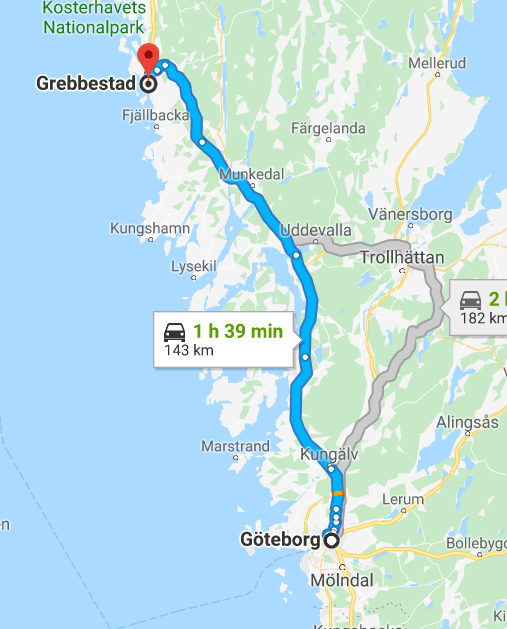 Kosterhavets
Nationalpark
Mellerud
Grebbestad
Fjällbacka
Färgelanda
Munkedal
Kungshamn
Uddevalla
Vänersborg
Trollhättan
Lysekil
2
182 km
1 h 39 min
143 km
Alingsås
Marstrand
Kungälv
Lerum
en
Göteborg
Bollebygd
Mölndal